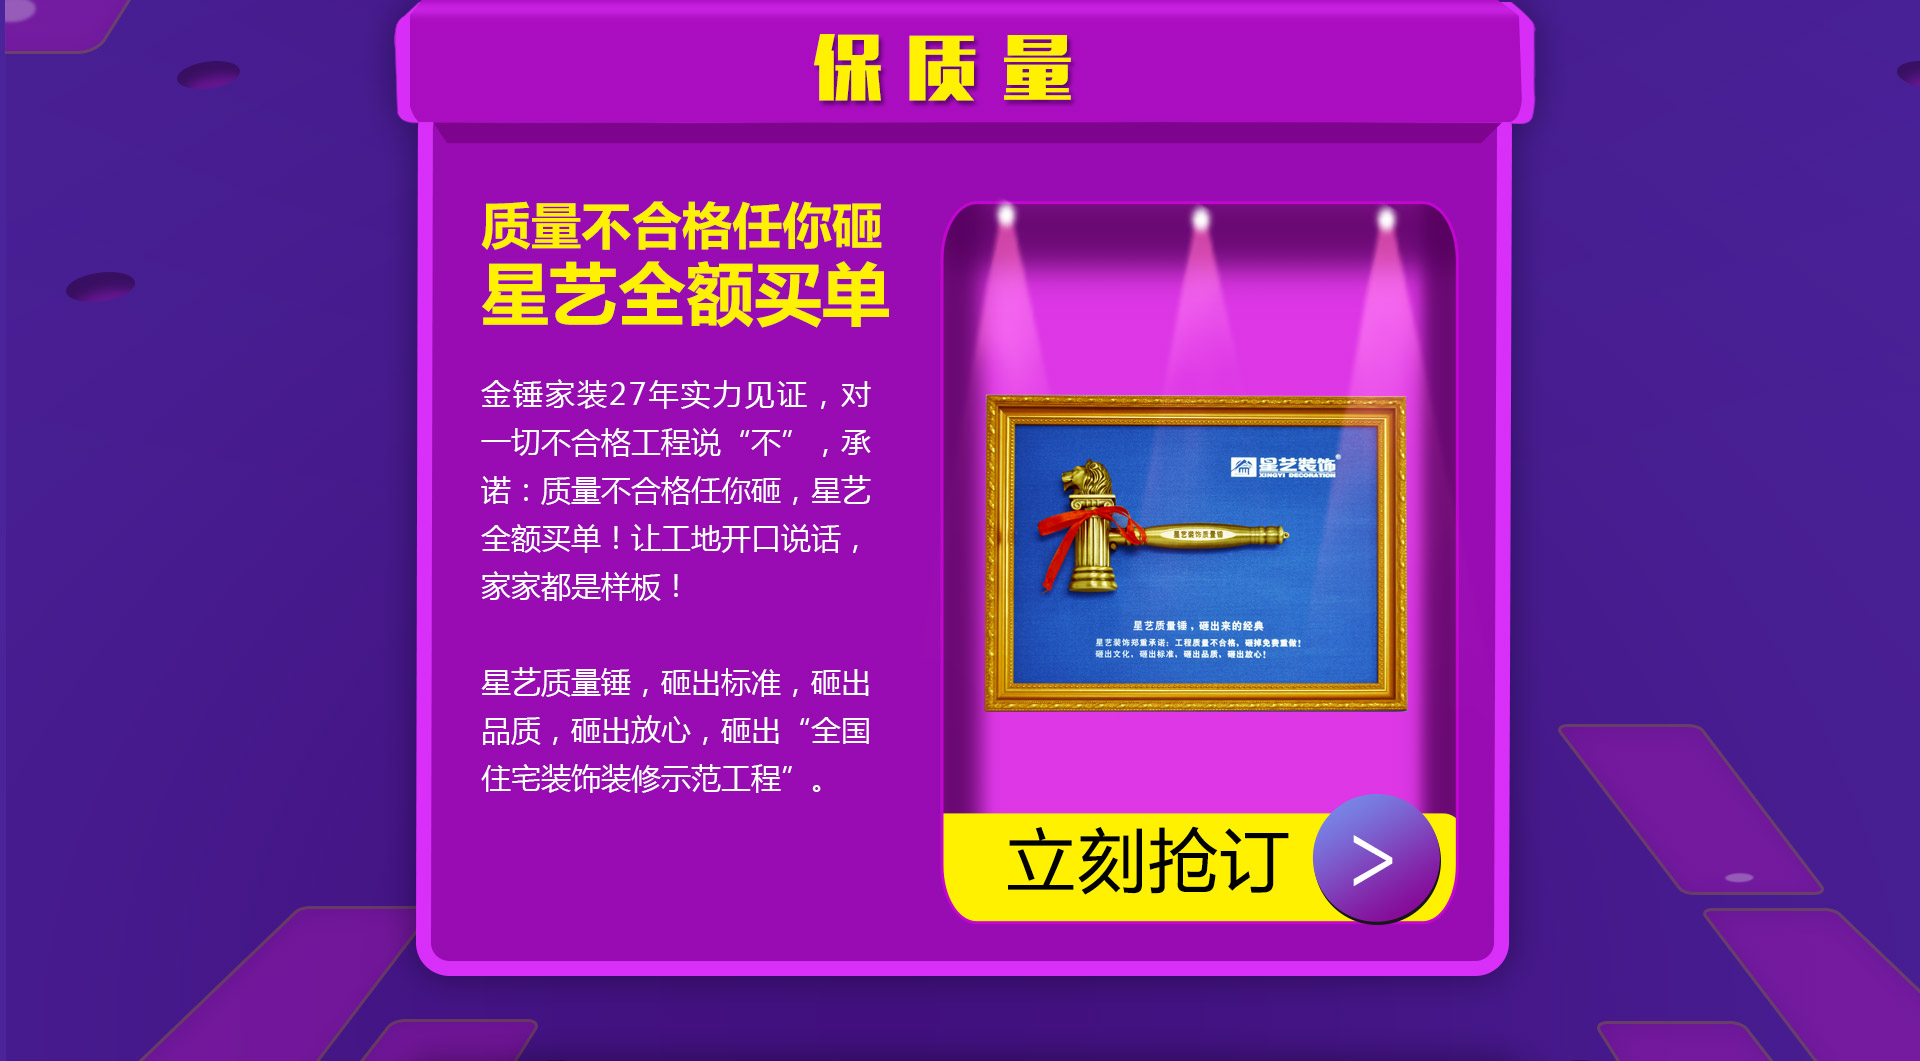 保质量
质量不合格任你砸
星艺全额买单
金锤家装27年实力见证，对
一切不合格工程说“不”，承
诺：质量不合格任你砸，星艺
全额买单！让工地开口说话，
家家都是样板！
星艺质量锤，砸出标准，砸出
品质，砸出放心，砸出“全国
住宅装饰装修示范工程”。
星艺装饰®
XINGYI DECORATION
星艺装饰质量锤
星艺质量锤，砸出来的经典
星艺装饰郑重承诺：工程质量不合格，砸掉免费重做！
砸出文化、砸出标准、砸出品质、砸出放心！
立刻抢订
>